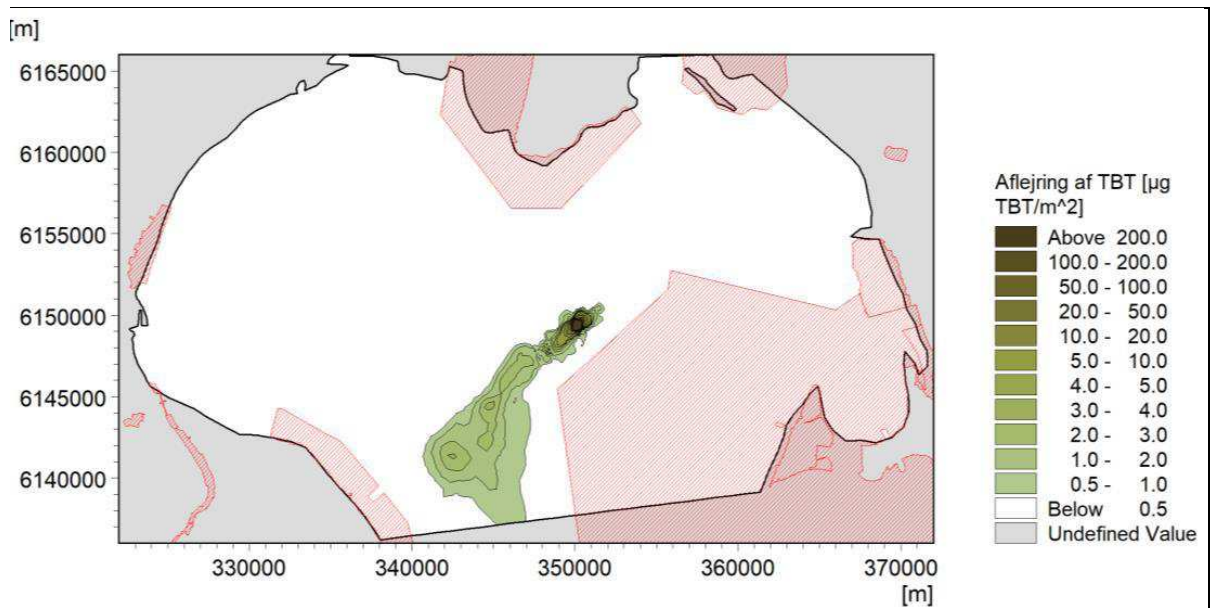 [m]
6165000
6160000
6155000
6150000
6145000
6140000
330000 340000 350000 360000 370000
[m]
Aflejring af TBT [µg
TBT/m^2]
Above 200.0
100.0 - 200.0
50.0 - 100.0
20.0 - 50.0
10.0 - 20.0
5.0 - 10.0
4.0 - 5.0
3.0 - 4.0
2.0 - 3.0
1.0 - 2.0
0.5 - 1.0
Below 0.5
Undefined Value